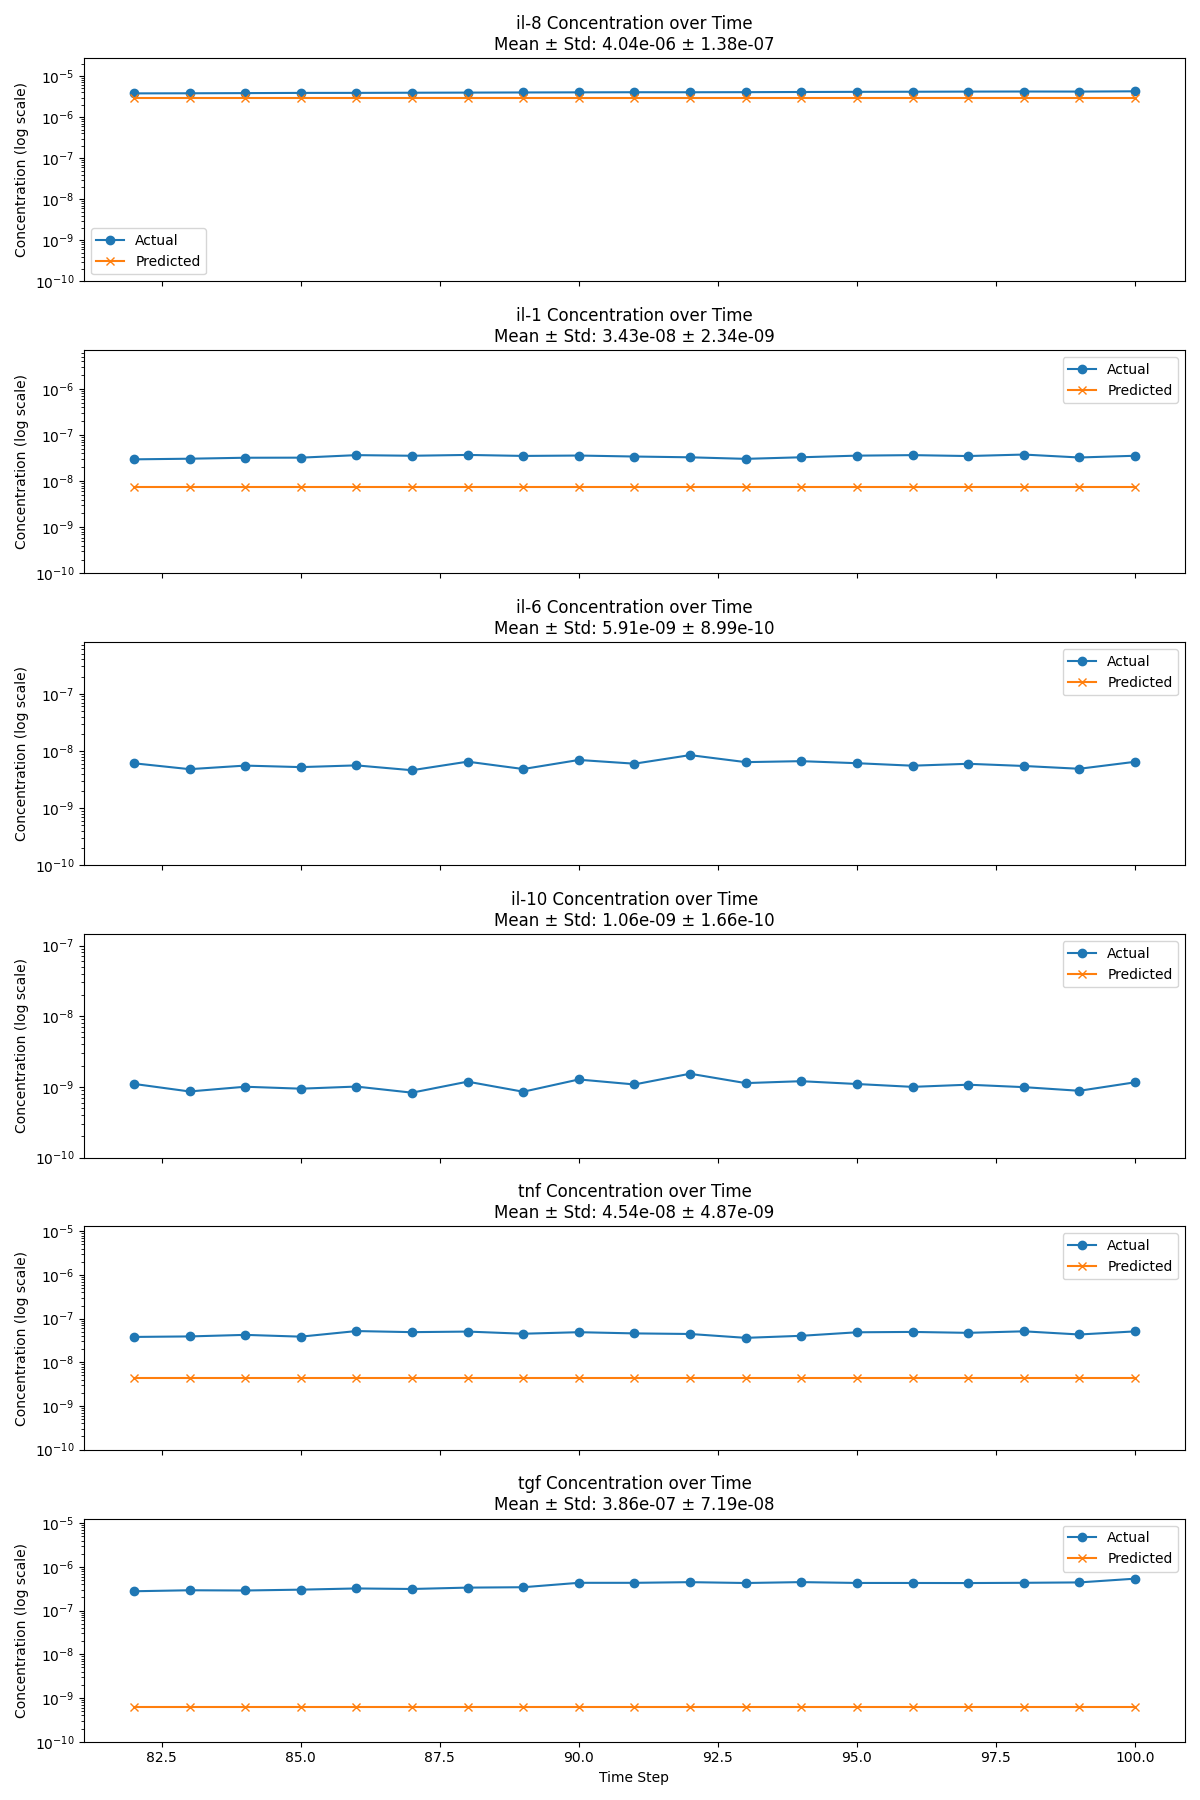 il-8 Concentration over Time
Mean ± Std: 4.04e-06 ± 1.38e-07
Concentration (log scale)
10⁻⁵
10⁻⁶
10⁻⁷
10⁻⁸
10⁻⁹
10⁻¹⁰
Actual
Predicted
il-1 Concentration over Time
Mean ± Std: 3.43e-08 ± 2.34e-09
Concentration (log scale)
10⁻⁶
10⁻⁷
10⁻⁸
10⁻⁹
10⁻¹⁰
Actual
Predicted
il-6 Concentration over Time
Mean ± Std: 5.91e-09 ± 8.99e-10
Concentration (log scale)
10⁻⁷
10⁻⁸
10⁻⁹
10⁻¹⁰
Actual
Predicted
il-10 Concentration over Time
Mean ± Std: 1.06e-09 ± 1.66e-10
Concentration (log scale)
10⁻⁷
10⁻⁸
10⁻⁹
10⁻¹⁰
Actual
Predicted
tnf Concentration over Time
Mean ± Std: 4.54e-08 ± 4.87e-09
Concentration (log scale)
10⁻⁵
10⁻⁶
10⁻⁷
10⁻⁸
10⁻⁹
10⁻¹⁰
Actual
Predicted
tgf Concentration over Time
Mean ± Std: 3.86e-07 ± 7.19e-08
Concentration (log scale)
10⁻⁵
10⁻⁶
10⁻⁷
10⁻⁸
10⁻⁹
10⁻¹⁰
Actual
Predicted
82.5 85.0 87.5 90.0 92.5 95.0 97.5 100.0
Time Step